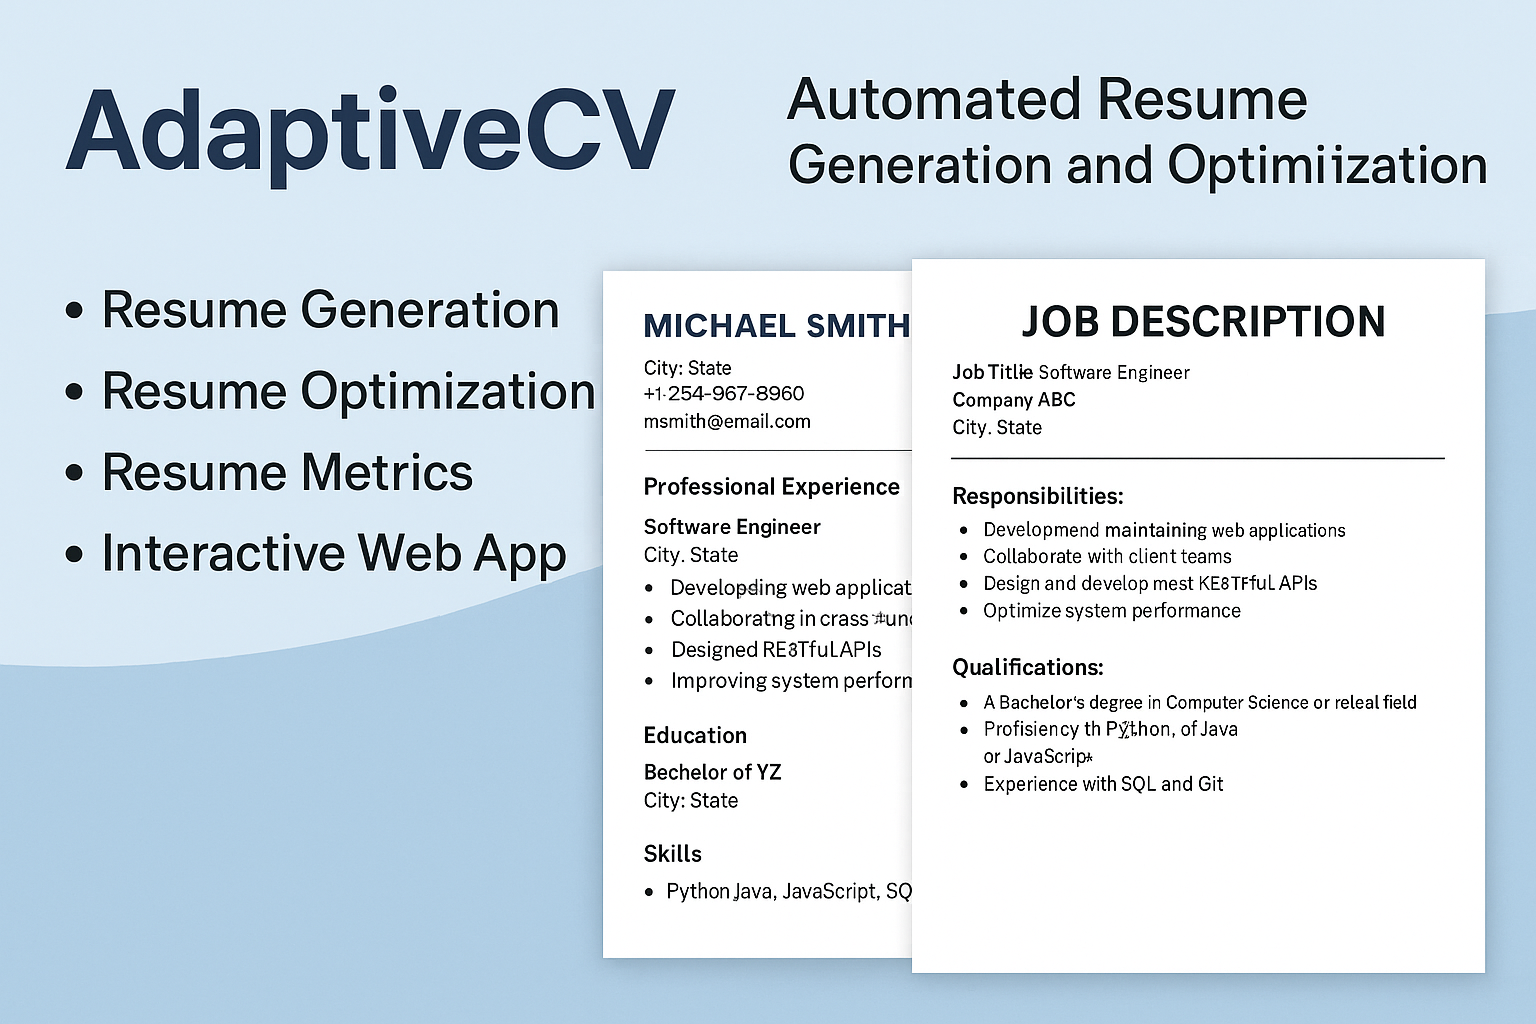 AdaptiveCV
Automated Resume
Generation and Optimiization
• Resume Generation
• Resume Optimization
• Resume Metrics
• Interactive Web App
MICHAEL SMITH
City: State
+1·254-967-8960
msmith@email.com
Professional Experience
Software Engineer
City. State
• Developding web applicat
• Collaboratng in crass
• Designed RE8TfuLAPIs
• Improving system perform
Education
Bechelor of YZ
City: State
Skills
• Python Java, JavaScript, SQ
JOB DESCRIPTION
Job Title Software Engineer
Company ABC
City. State
Responsibilities:
• Developmend maintaining web applications
• Collaborate with client teams
• Design and develop mest KE8TFfuL APIs
• Optimize system performance
Qualifications:
• A Bachelor's degree in Computer Science or releal field
• Profisiency th Python, of Java
or JavaScrip
• Experience with SQL and Git